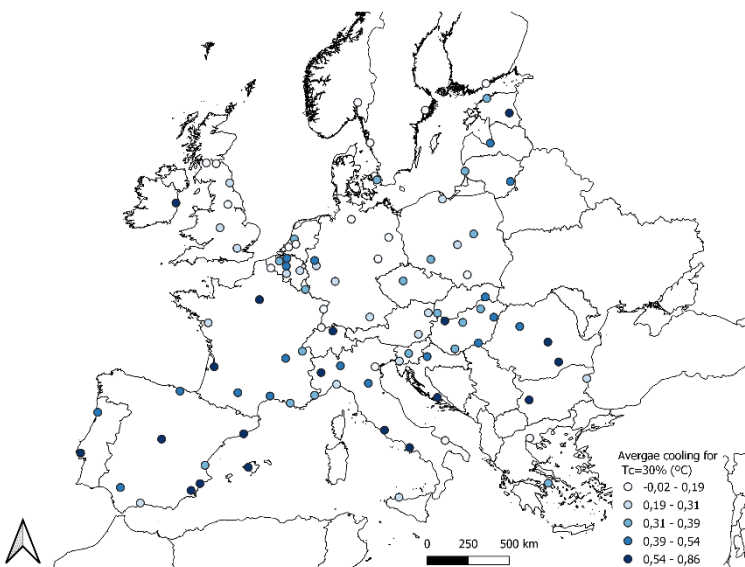 Avergae cooling for
Tc=30% (ºC)
-0,02 - 0,19
0,19 - 0,31
0,31 - 0,39
0,39 - 0,54
0,54 - 0,86
0 250 500 km